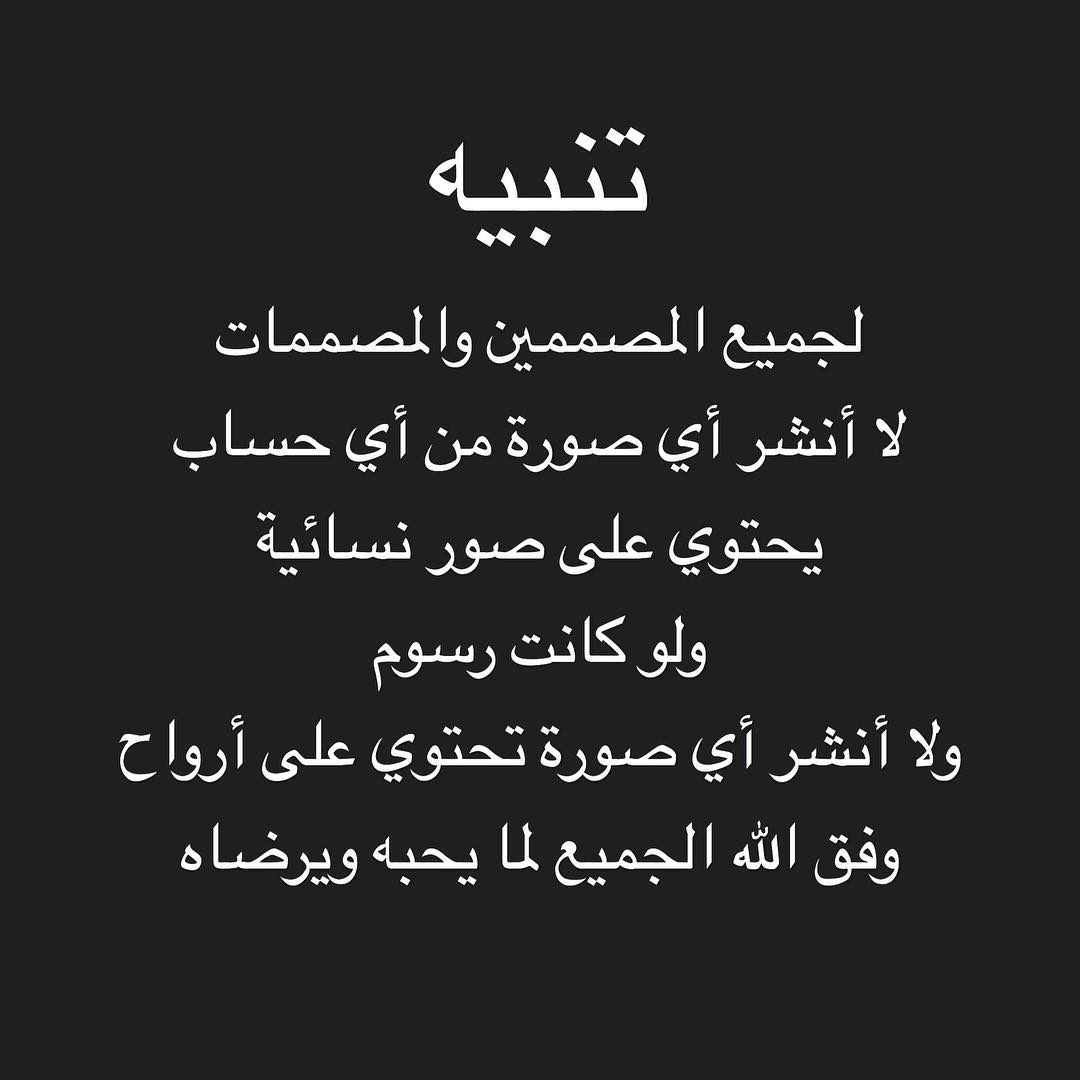 تنبيه
لجميع المصممين والمصممات
لا أنشر أي صورة من أي حساب
يحتوي على صور نسائية
ولو كانت رسوم
ولا أنشر أي صورة تحتوي على أرواح
وفق الله الجميع لما يحبه ويرضاه